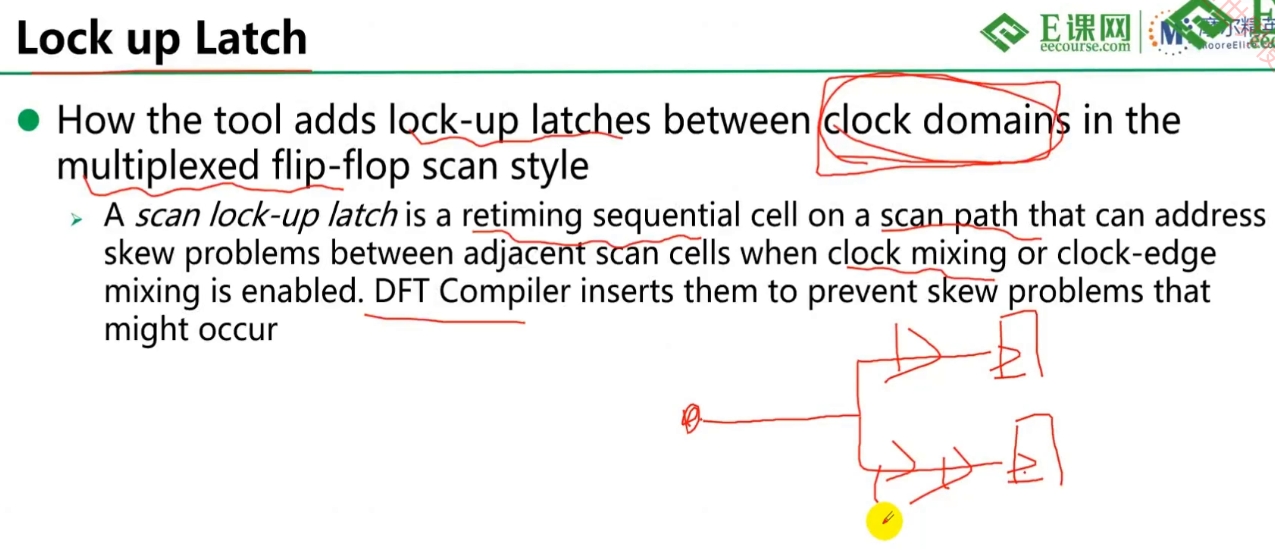 Lock up Latch
E课网
eecourse.com
MooreElite
How the tool adds lock-up latches between clock domains in the
multiplexed flip-flop scan style
A scan lock-up latch is a retiming sequential cell on a scan path that can address
skew problems between adjacent scan cells when clock mixing or clock-edge
mixing is enabled. DFT Compiler inserts them to prevent skew problems that
might occur